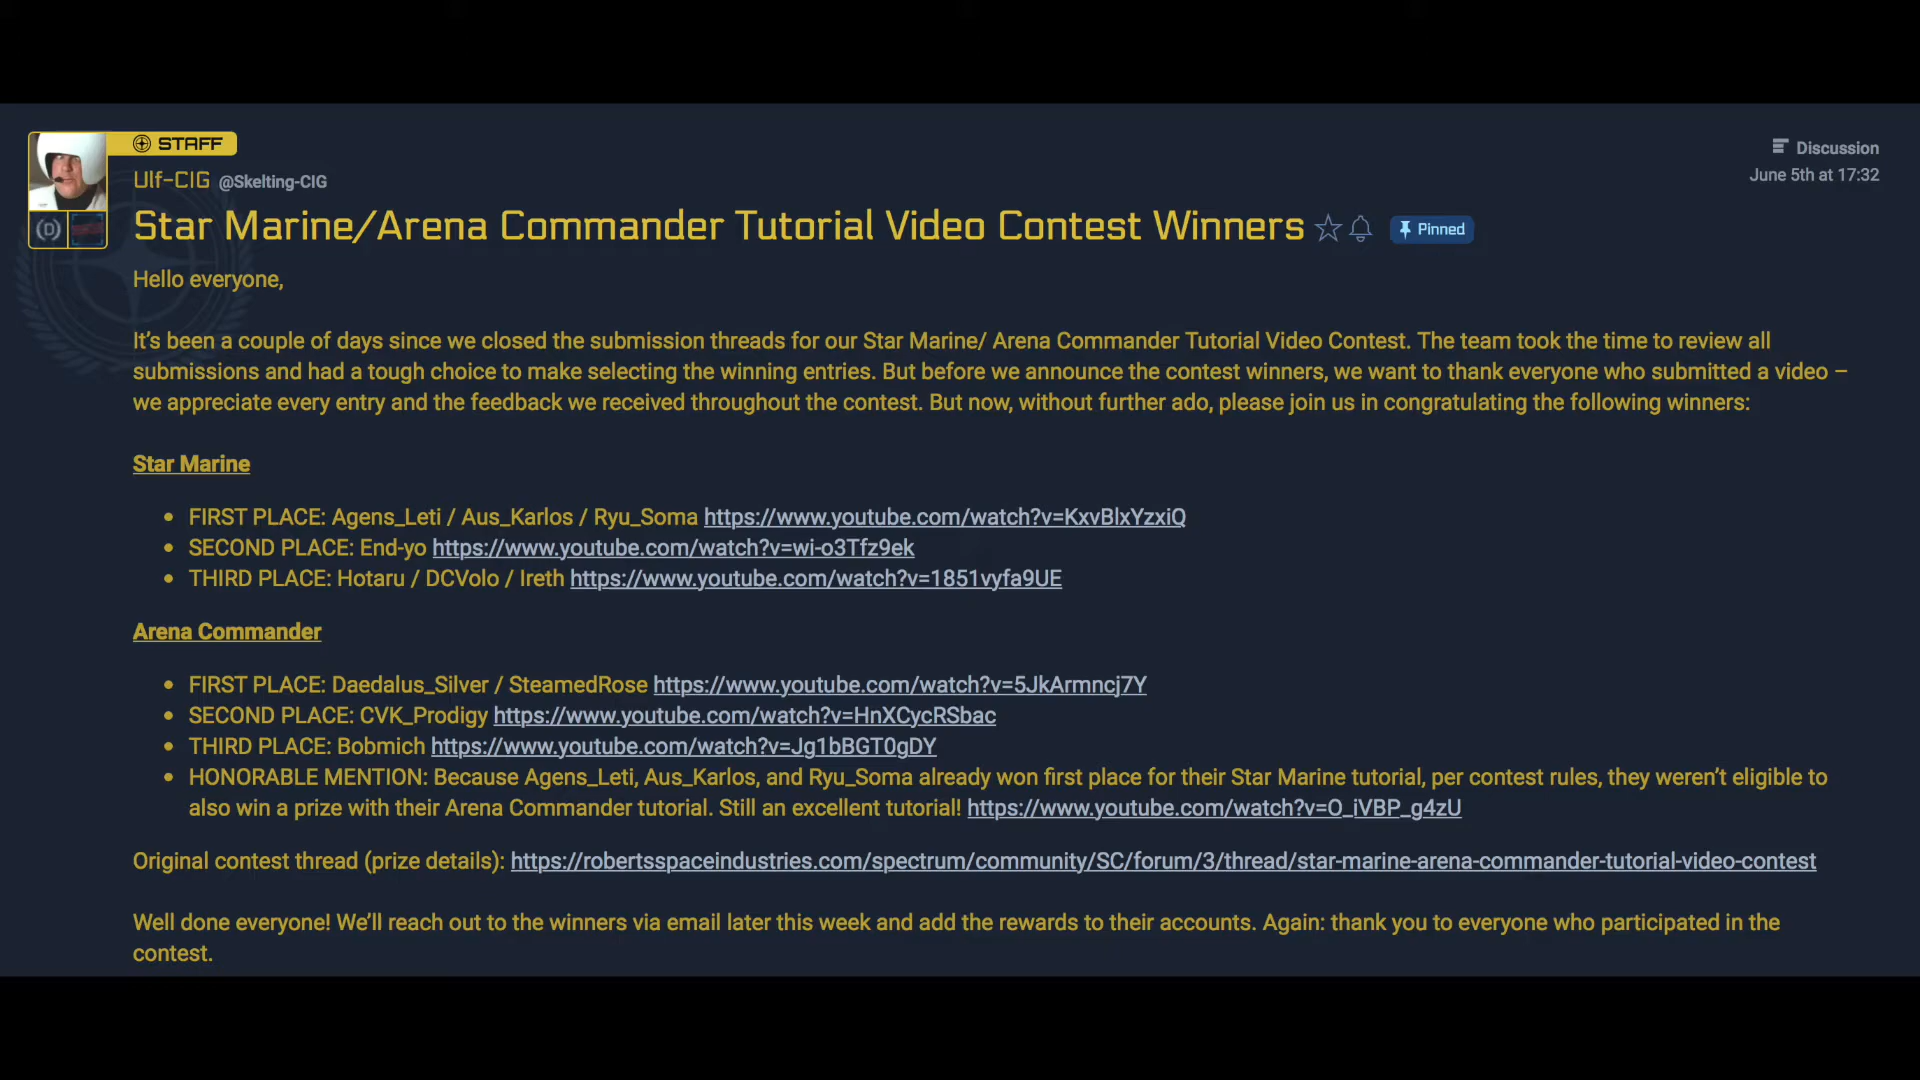 STAFF
Ulf-CIG @Skelting-CIG
Discussion
June 5th at 17:32
Star Marine/Arena Commander Tutorial Video Contest Winners
Pinned
Hello everyone,
It's been a couple of days since we closed the submission threads for our Star Marine/ Arena Commander Tutorial Video Contest. The team took the time to review all
submissions and had a tough choice to make selecting the winning entries. But before we announce the contest winners, we want to thank everyone who submitted a video –
we appreciate every entry and the feedback we received throughout the contest. But now, without further ado, please join us in congratulating the following winners:
Star Marine
• FIRST PLACE: Agens_Leti / Aus_Karlos / Ryu_Soma https://www.youtube.com/watch?v=KxvBlxYzxiQ
• SECOND PLACE: End-yo https://www.youtube.com/watch?v=wi-o3Tfz9ek
• THIRD PLACE: Hotaru / DCVolo / Ireth https://www.youtube.com/watch?v=1851vyfa9UE
Arena Commander
• FIRST PLACE: Daedalus_Silver / SteamedRose https://www.youtube.com/watch?v=5JkArmncj7Y
• SECOND PLACE: CVK_Prodigy https://www.youtube.com/watch?v=HnXCycRSbac
• THIRD PLACE: Bobmich https://www.youtube.com/watch?v=Jg1bBGT0gDY
• HONORABLE MENTION: Because Agens_Leti, Aus_Karlos, and Ryu_Soma already won first place for their Star Marine tutorial, per contest rules, they weren't eligible to
also win a prize with their Arena Commander tutorial. Still an excellent tutorial! https://www.youtube.com/watch?v=O_iVBP_g4zU
Original contest thread (prize details): https://robertsspaceindustries.com/spectrum/community/SC/forum/3/thread/star-marine-arena-commander-tutorial-video-contest
Well done everyone! We'll reach out to the winners via email later this week and add the rewards to their accounts. Again: thank you to everyone who participated in the
contest.